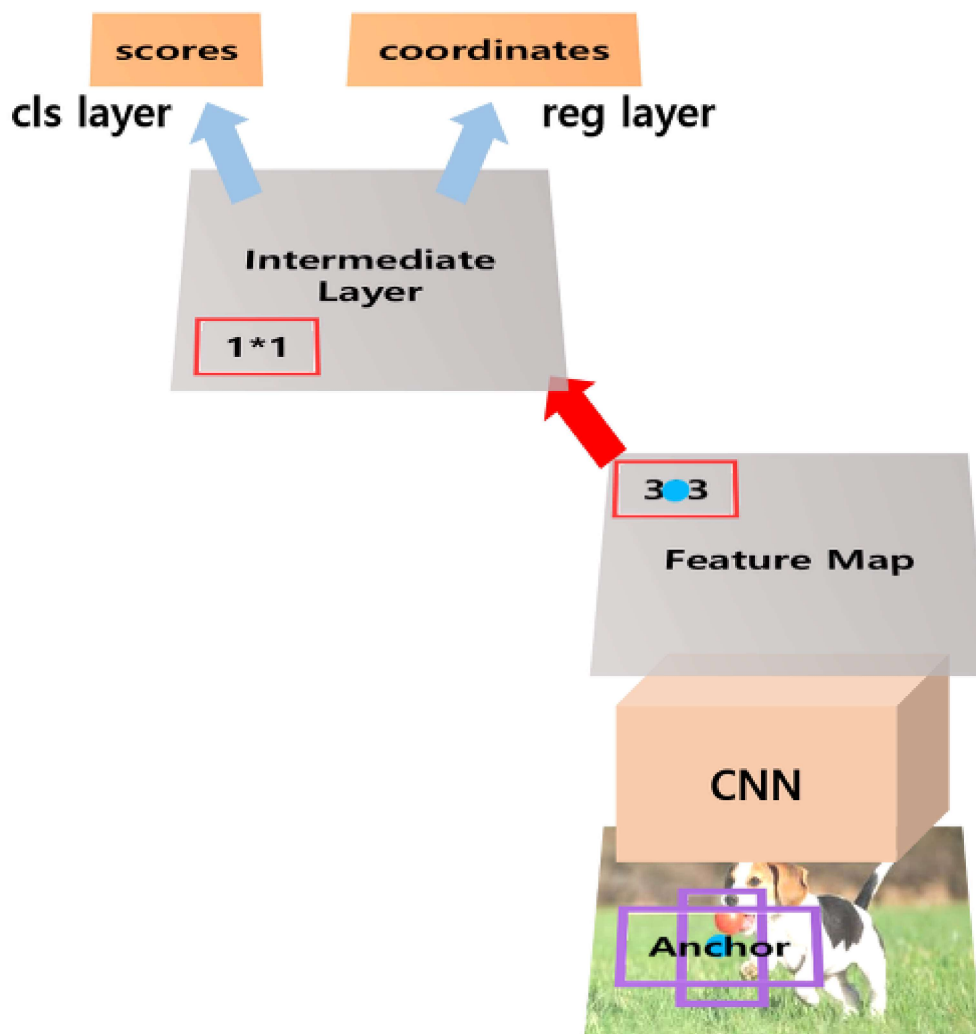 scores
coordinates
cls layer
reg layer
Intermediate
Layer
1*1
3 3
Feature Map
CNN
Anchor